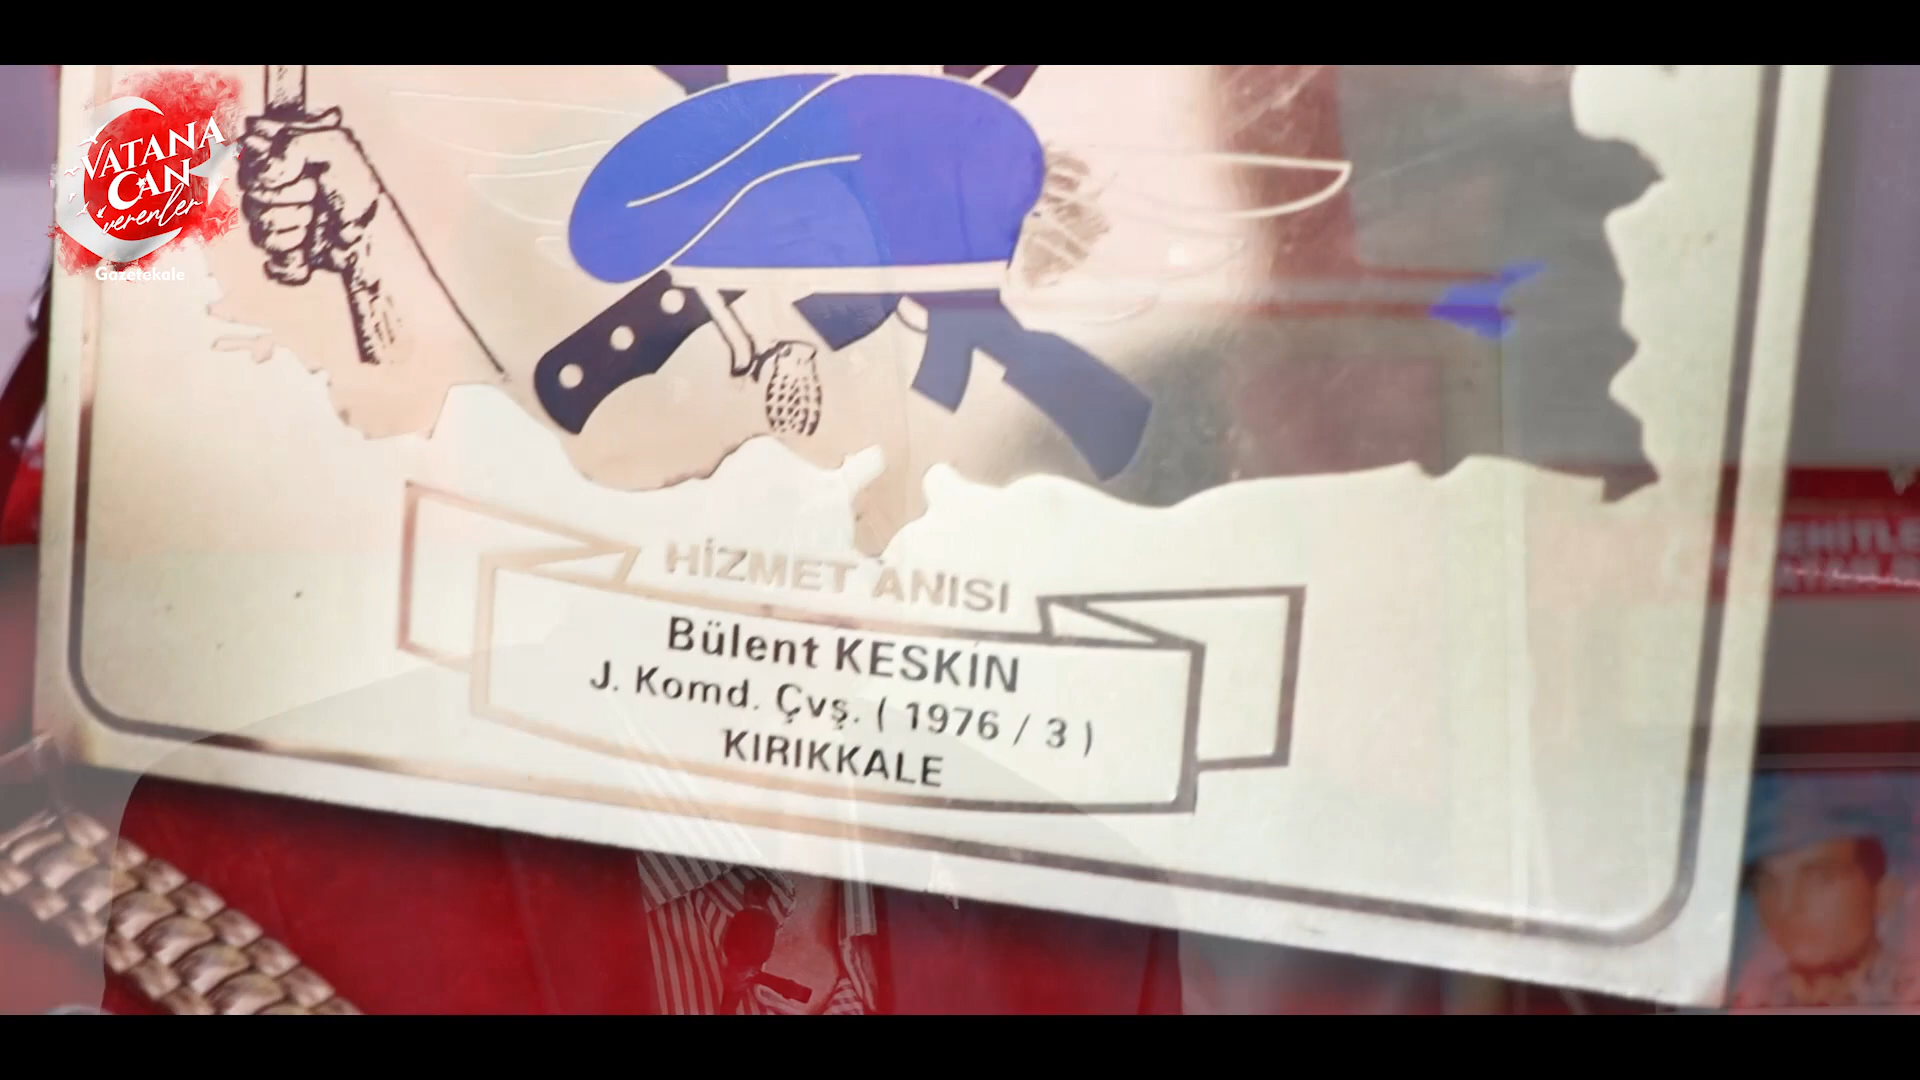 VATANA
CAN
verenler
Gazetekale
HİZMET ANISI
Bülent KESKİN
J. Komd. Çvş. ( 1976 / 3 )
KIRIKKALE